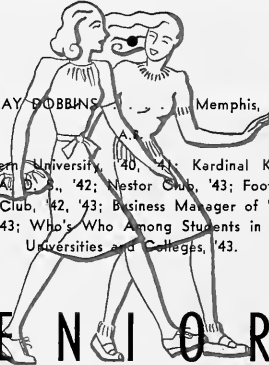 AY DOBBINS Memphis,
A.B.
ern University, '40, '41; Kardinal K
A. D. S., '42; Nestor Club, '43; Foot
Club, '42, '43; Business Manager of '
43; Who's Who Among Students in
Universities and Colleges, '43.
ENIOR